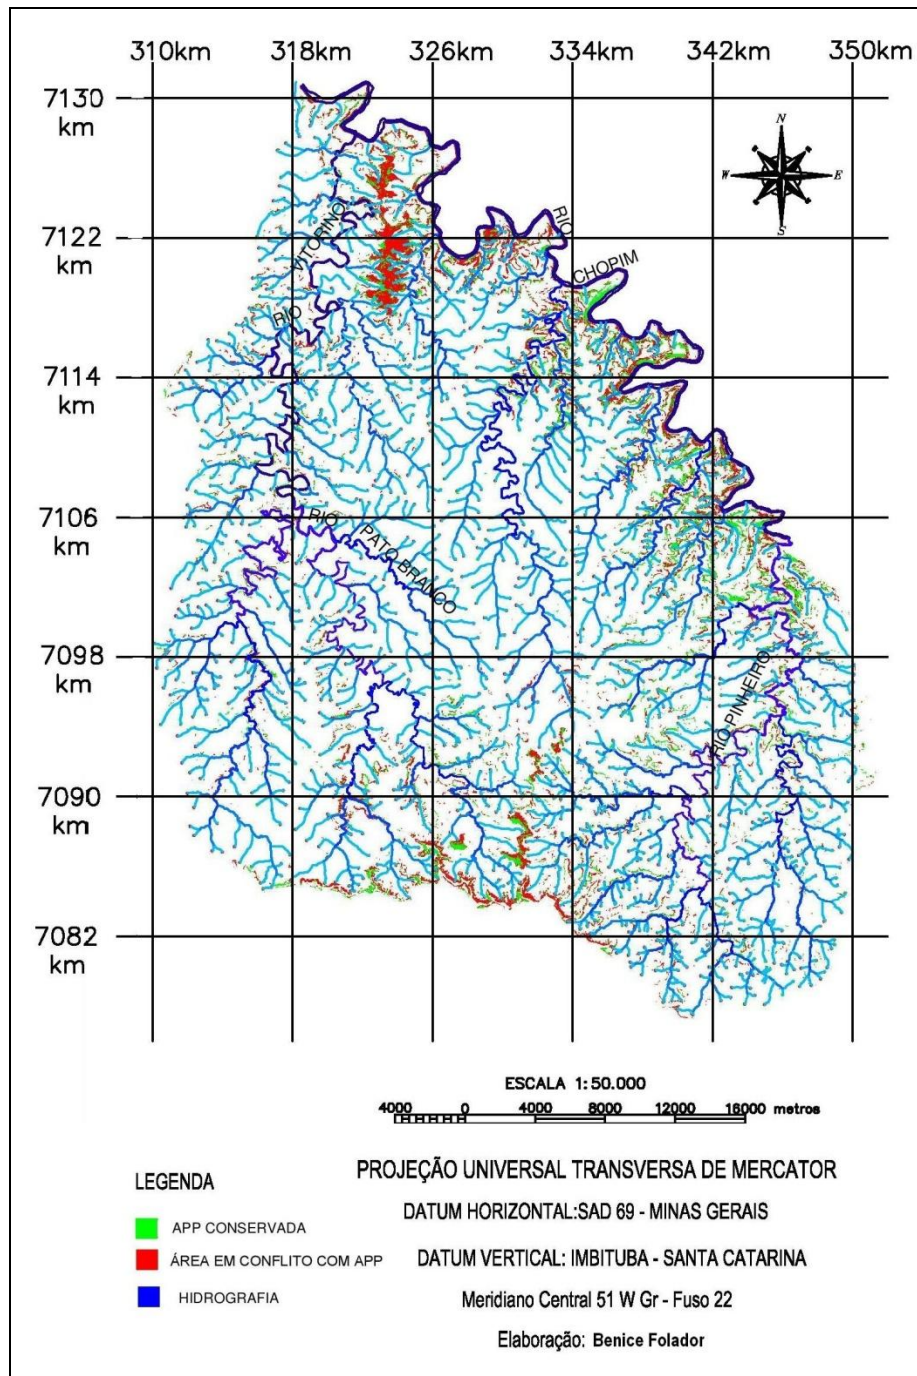 310km 318km 326km 334km 342km 350km
7130
km
N
W E
S
7122
km
RIO
CHOPIM
RIO VITORINO
7114
km
7106
km
RIO PATO BRANCO
7098
km
RIO PINHEIRO
7090
km
7082
km
ESCALA 1:50.000
4000 0 4000 8000 12000 16000 metros
PROJEÇÃO UNIVERSAL TRANSVERSA DE MERCATOR
LEGENDA
DATUM HORIZONTAL:SAD 69 - MINAS GERAIS
APP CONSERVADA
ÁREA EM CONFLITO COM APP
DATUM VERTICAL: IMBITUBA - SANTA CATARINA
HIDROGRAFIA
Meridiano Central 51 W Gr - Fuso 22
Elaboração: Benice Folador